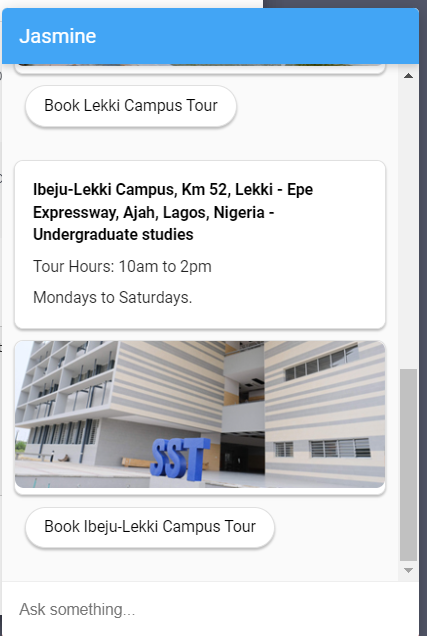 Jasmine
Book Lekki Campus Tour
Ibeju-Lekki Campus, Km 52, Lekki - Epe
Expressway, Ajah, Lagos, Nigeria -
Undergraduate studies
Tour Hours: 10am to 2pm
Mondays to Saturdays.
SST
Book Ibeju-Lekki Campus Tour
Ask something...